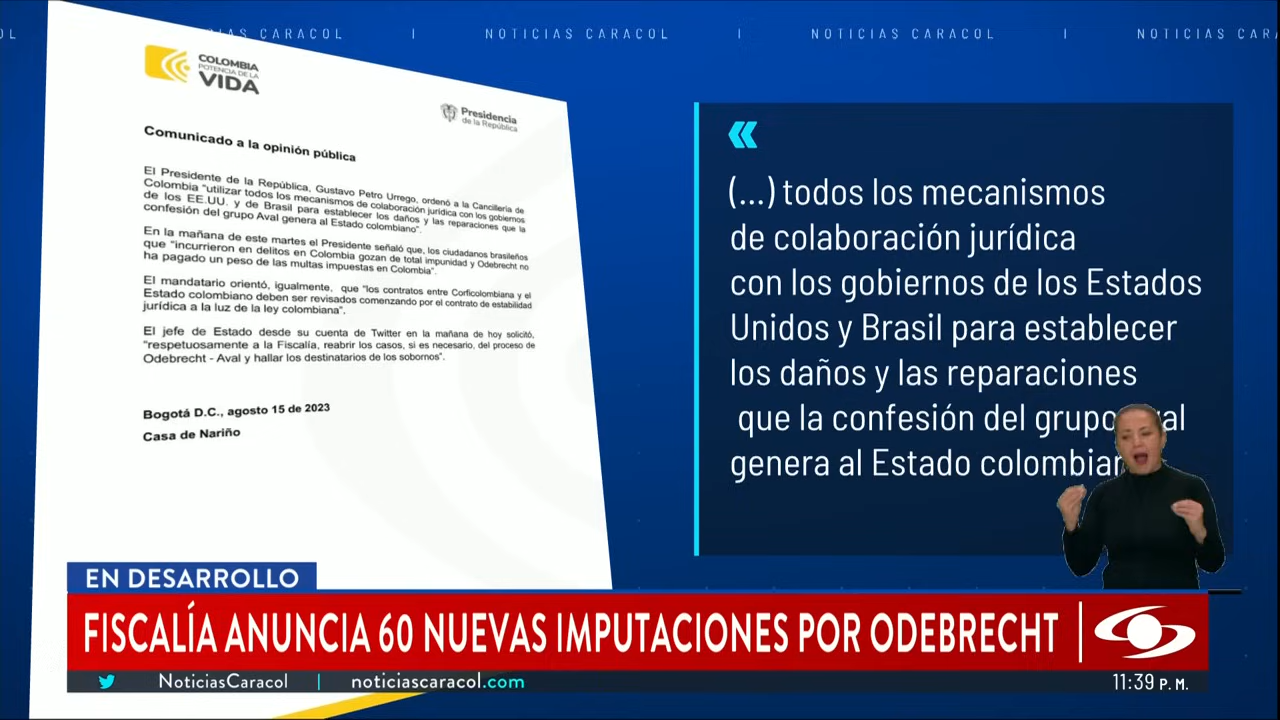 NOTICIAS CARACOL | NOTICIAS CARACOL | NOTICIAS CARACOL | NOTICIAS CAR
COLOMBIA
POTENCIA DE LA
VIDA
Presidencia
de la República
Comunicado a la opinión pública
El Presidente de la República, Gustavo Petro Urrego, ordenó a la Cancillería de
Colombia "utilizar todos los mecanismos de colaboración jurídica con los gobiernos
de los EE.UU. y de Brasil para establecer los daños y las reparaciones que la
confesión del grupo Aval genera al Estado colombiano".
En la mañana de este martes el Presidente señaló que, los ciudadanos brasileños
que "incurrieron en delitos en Colombia gozan de total impunidad y Odebrecht no
ha pagado un peso de las multas impuestas en Colombia".
El mandatario orientó, igualmente, que "los contratos entre Corficolombiana y el
Estado colombiano deben ser revisados comenzando por el contrato de estabilidad
jurídica a la luz de la ley colombiana".
El jefe de Estado desde su cuenta de Twitter en la mañana de hoy solicitó,
"respetuosamente a la Fiscalía, reabrir los casos, si es necesario, del proceso de
Odebrecht - Aval y hallar los destinatarios de los sobornos".
Bogotá D.C., agosto 15 de 2023
Casa de Nariño
«
(...) todos los mecanismos
de colaboración jurídica
con los gobiernos de los Estados
Unidos y Brasil para establecer
los daños y las reparaciones
que la confesión del grupo
genera al Estado
EN DESARROLLO
FISCALÍA ANUNCIA 60 NUEVAS IMPUTACIONES POR ODEBRECHT
NoticiasCaracol | noticiascaracol.com
11:39 P. M.